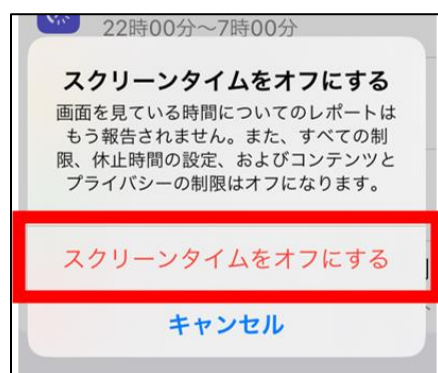 22時00分～7時00分
スクリーンタイムをオフにする
画面を見ている時間についてのレポートは
もう報告されません。また、すべての制
限、休止時間の設定、およびコンテンツと
プライバシーの制限はオフになります。
スクリーンタイムをオフにする
キャンセル